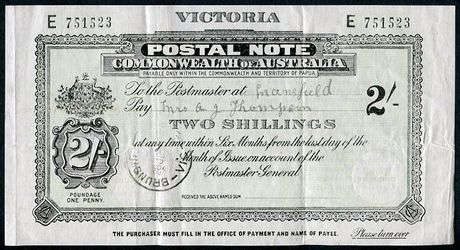 VICTORIA
E 751523 E 751523
POSTAL NOTE
COMMONWEALTH OF AUSTRALIA
PAYABLE ONLY WITHIN THE COMMONWEALTH AND TERRITORY OF PAPUA.
To the Postmaster at
Pay Mrs A J Thompson 2/-
TWO SHILLINGS
at any time within Six Months from the last day of the
Month of Issue, on account of the
Postmaster General
2/-
POUNDAGE
ONE PENNY.
RECEIVED THE ABOVE NAMED SUM
THE PURCHASER MUST FILL IN THE OFFICE OF PAYMENT AND NAME OF PAYEE. Please turn over